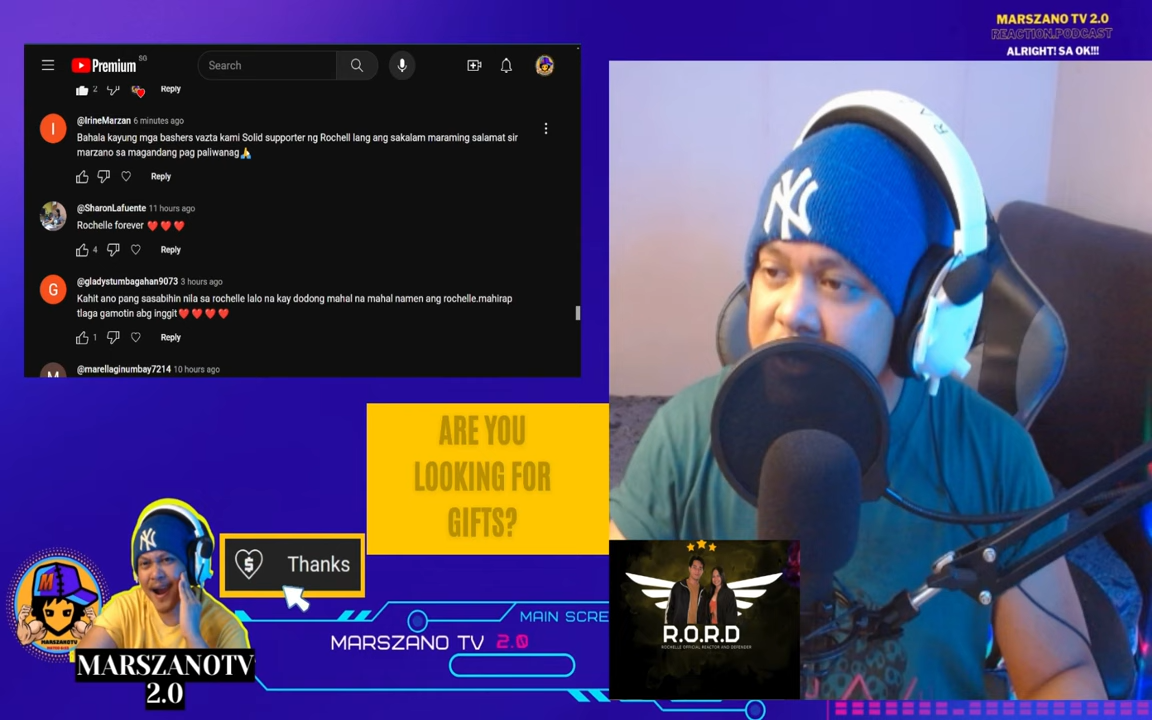 MARSZANO TV 2.0
REACTION.PODCAST
ALRIGHT! SA OK!!!
Premium SG
Search
2 Reply
@IrineMarzan 6 minutes ago
Bahala kayung mga bashers vazta kami Solid supporter ng Rochell lang ang sakalam maraming salamat sir
marzano sa magandang pag paliwanag🙏
Reply
@SharonLafuente 11 hours ago
Rochelle forever ❤️❤️❤️
4 Reply
@gladystumbagahan9073 3 hours ago
Kahit ano pang sasabihin nila sa rochelle lalo na kay dodong mahal na mahal namen ang rochelle.mahirap
tlaga gamotin abg inggit❤️❤️❤️❤️
1 Reply
@marellaginumbay7214 10 hours ago
ARE YOU
LOOKING FOR
GIFTS?
Thanks
MAIN SCRE
MARSZANO TV 2.0
MARSZANOTV
2.0
R.O.R.D
ROCHELLE OFFICIAL REACTOR AND DEFENDER
NY
NY
MARSZANOTV